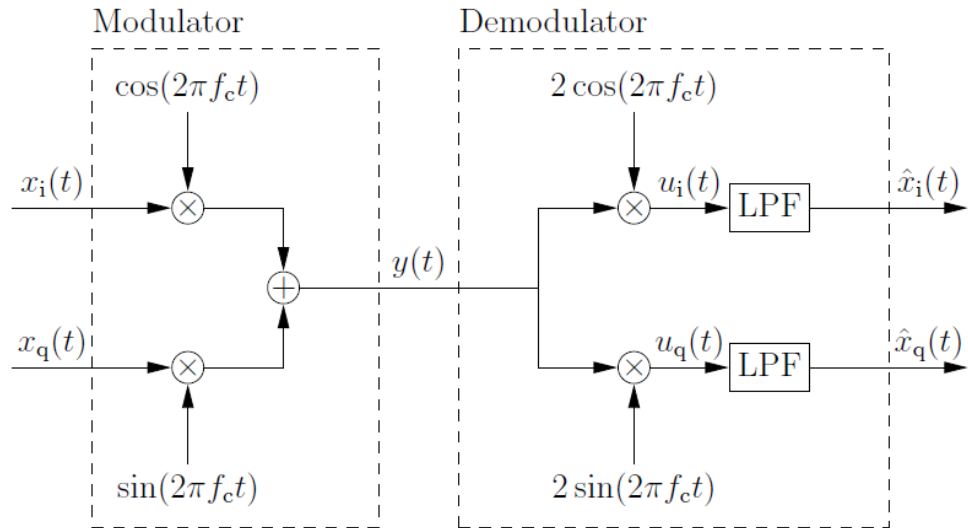 Modulator Demodulator
cos(2πf_c t) 2 cos(2πf_c t)
x_i(t) × × u_i(t) LPF x̂_i(t)
+ y(t)
x_q(t) × × u_q(t) LPF x̂_q(t)
sin(2πf_c t) 2 sin(2πf_c t)